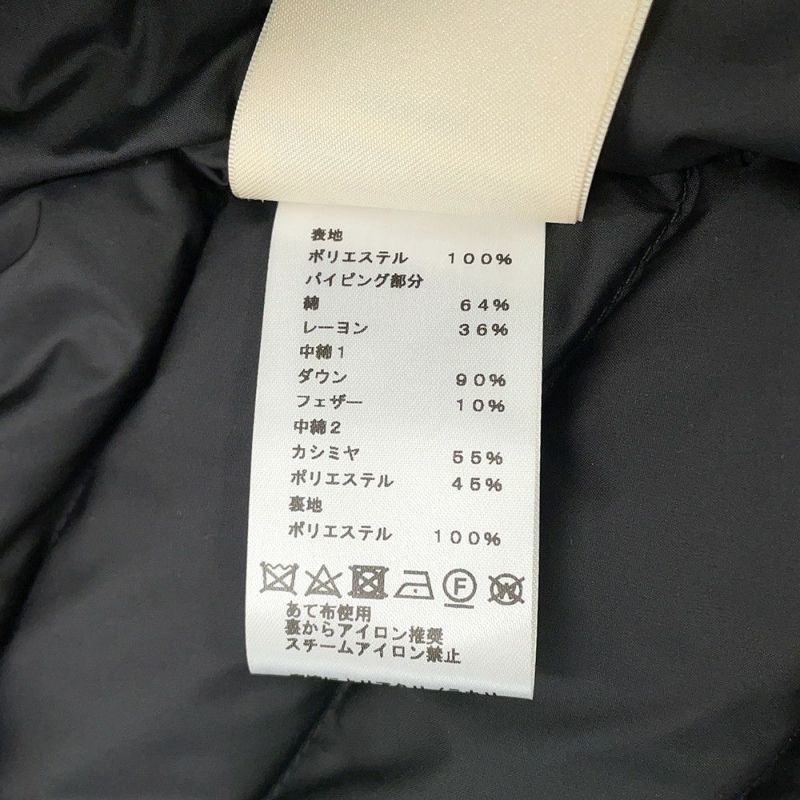 表地
ポリエステル 100%
パイピング部分
綿 64%
レーヨン 36%
中綿1
ダウン 90%
フェザー 10%
中綿2
カシミヤ 55%
ポリエステル 45%
裏地
ポリエステル 100%
F W
あて布使用
裏からアイロン推奨
スチームアイロン禁止